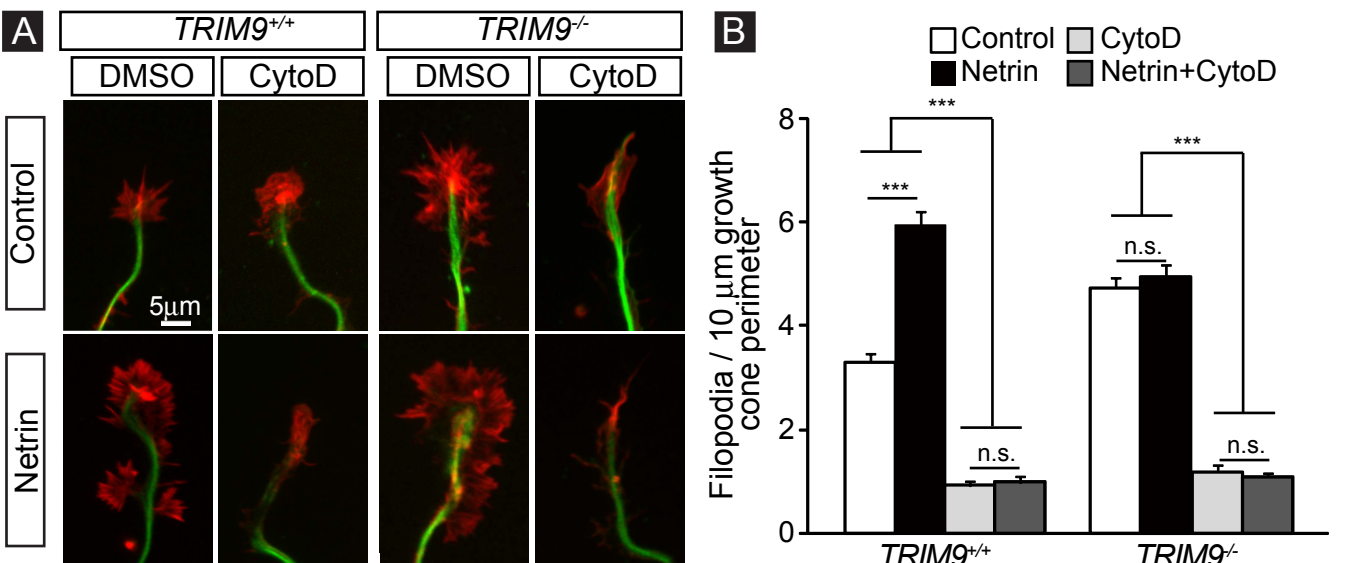 A
TRIM9+/+
TRIM9-/-
DMSO
CytoD
DMSO
CytoD
Control
5μm
Netrin
B
Control
CytoD
Netrin
Netrin+CytoD
Filopodia / 10 μm growth
cone perimeter
8
6
4
2
0
***
***
n.s.
***
n.s.
n.s.
TRIM9+/+
TRIM9-/-